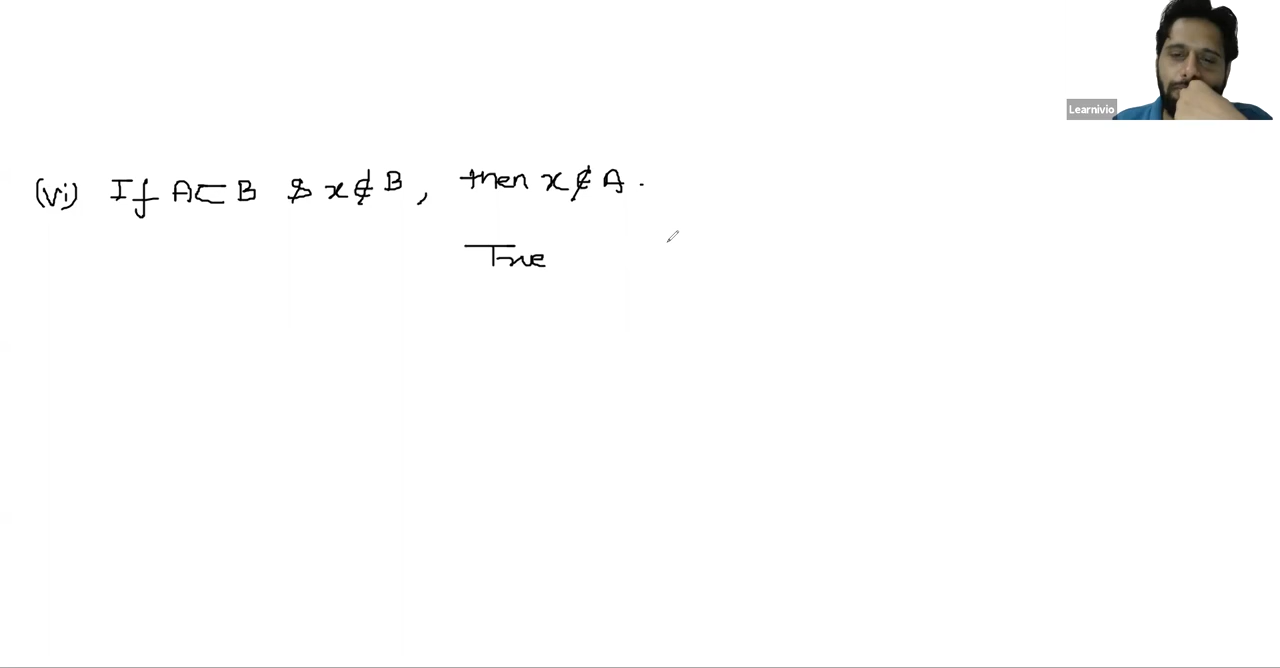 Learnivio
(vi) If A⊂B & x∉B, then x∉A.
True